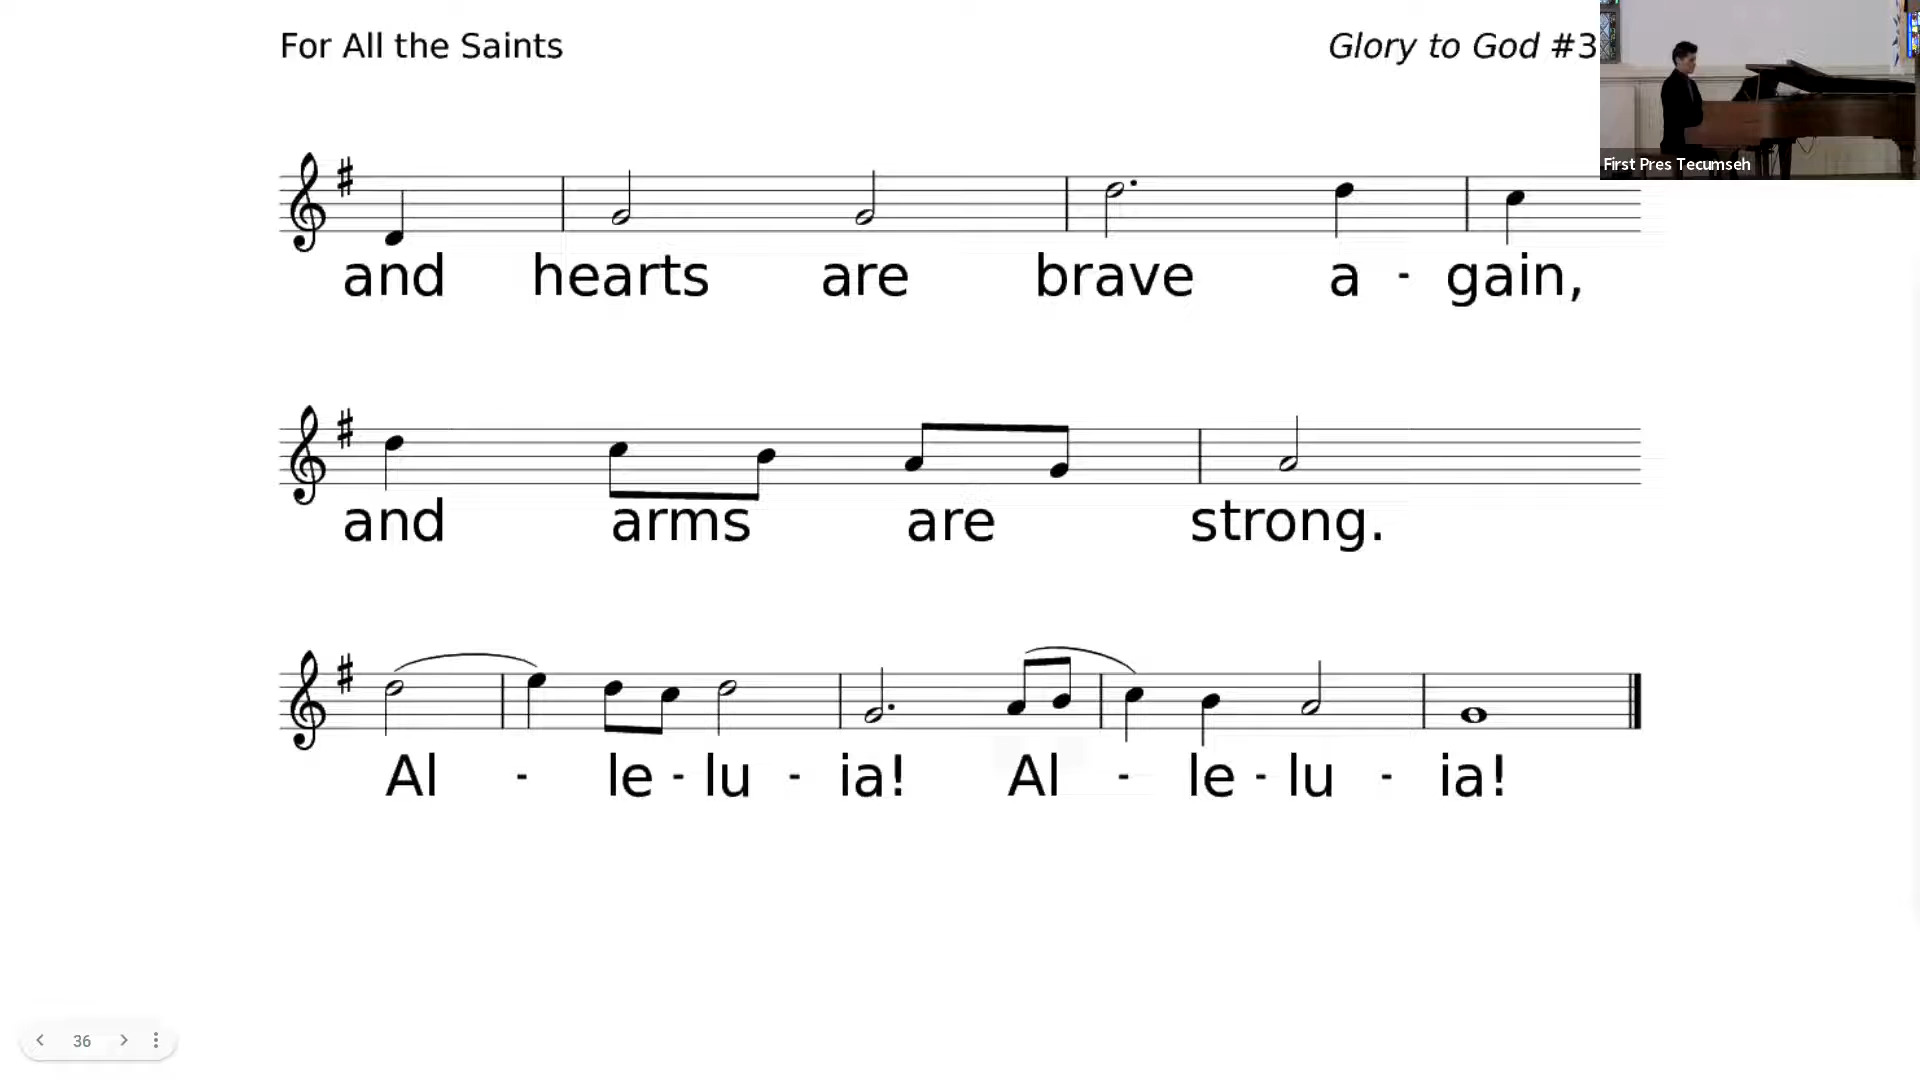 For All the Saints
Glory to God #3
First Pres Tecumseh
and hearts are brave a - gain,
and arms are strong.
Al - le - lu - ia! Al - le - lu - ia!
36